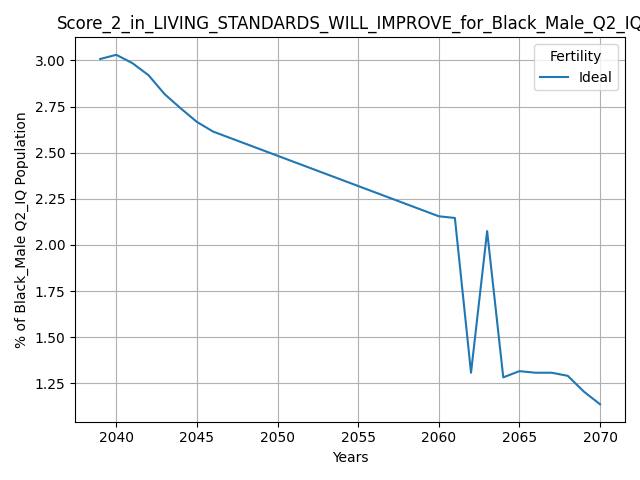 Score_2_in_LIVING_STANDARDS_WILL_IMPROVE_for_Black_Male_Q2_IQ
Fertility
Ideal
% of Black_Male Q2_IQ Population
3.00
2.75
2.50
2.25
2.00
1.75
1.50
1.25
2040 2045 2050 2055 2060 2065 2070
Years